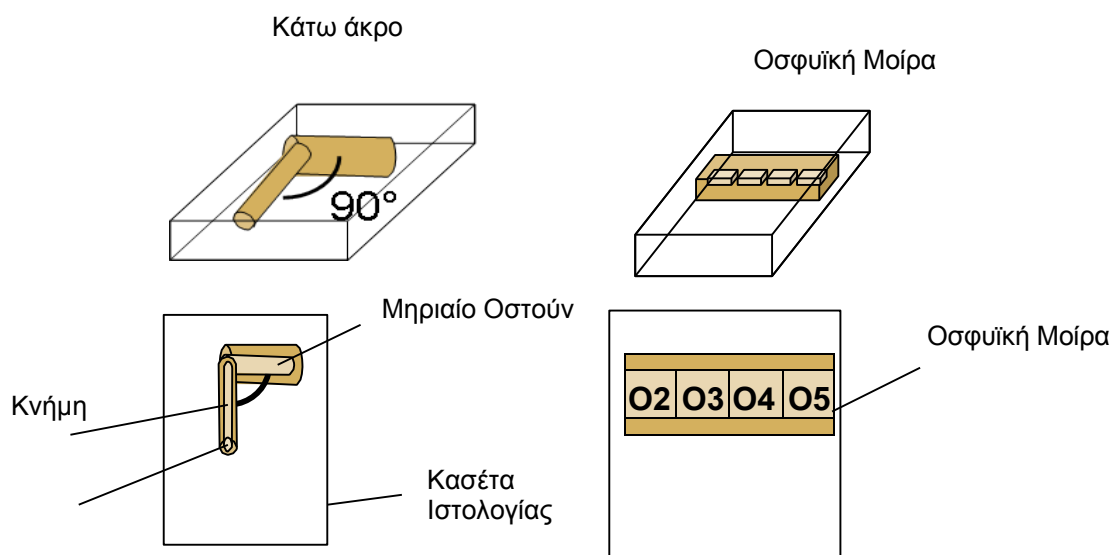 Κάτω άκρο
Οσφυϊκή Μοίρα
90°
Μηριαίο Οστούν
Οσφυϊκή Μοίρα
Κνήμη
Ο2 Ο3 Ο4 Ο5
Κασέτα
Ιστολογίας